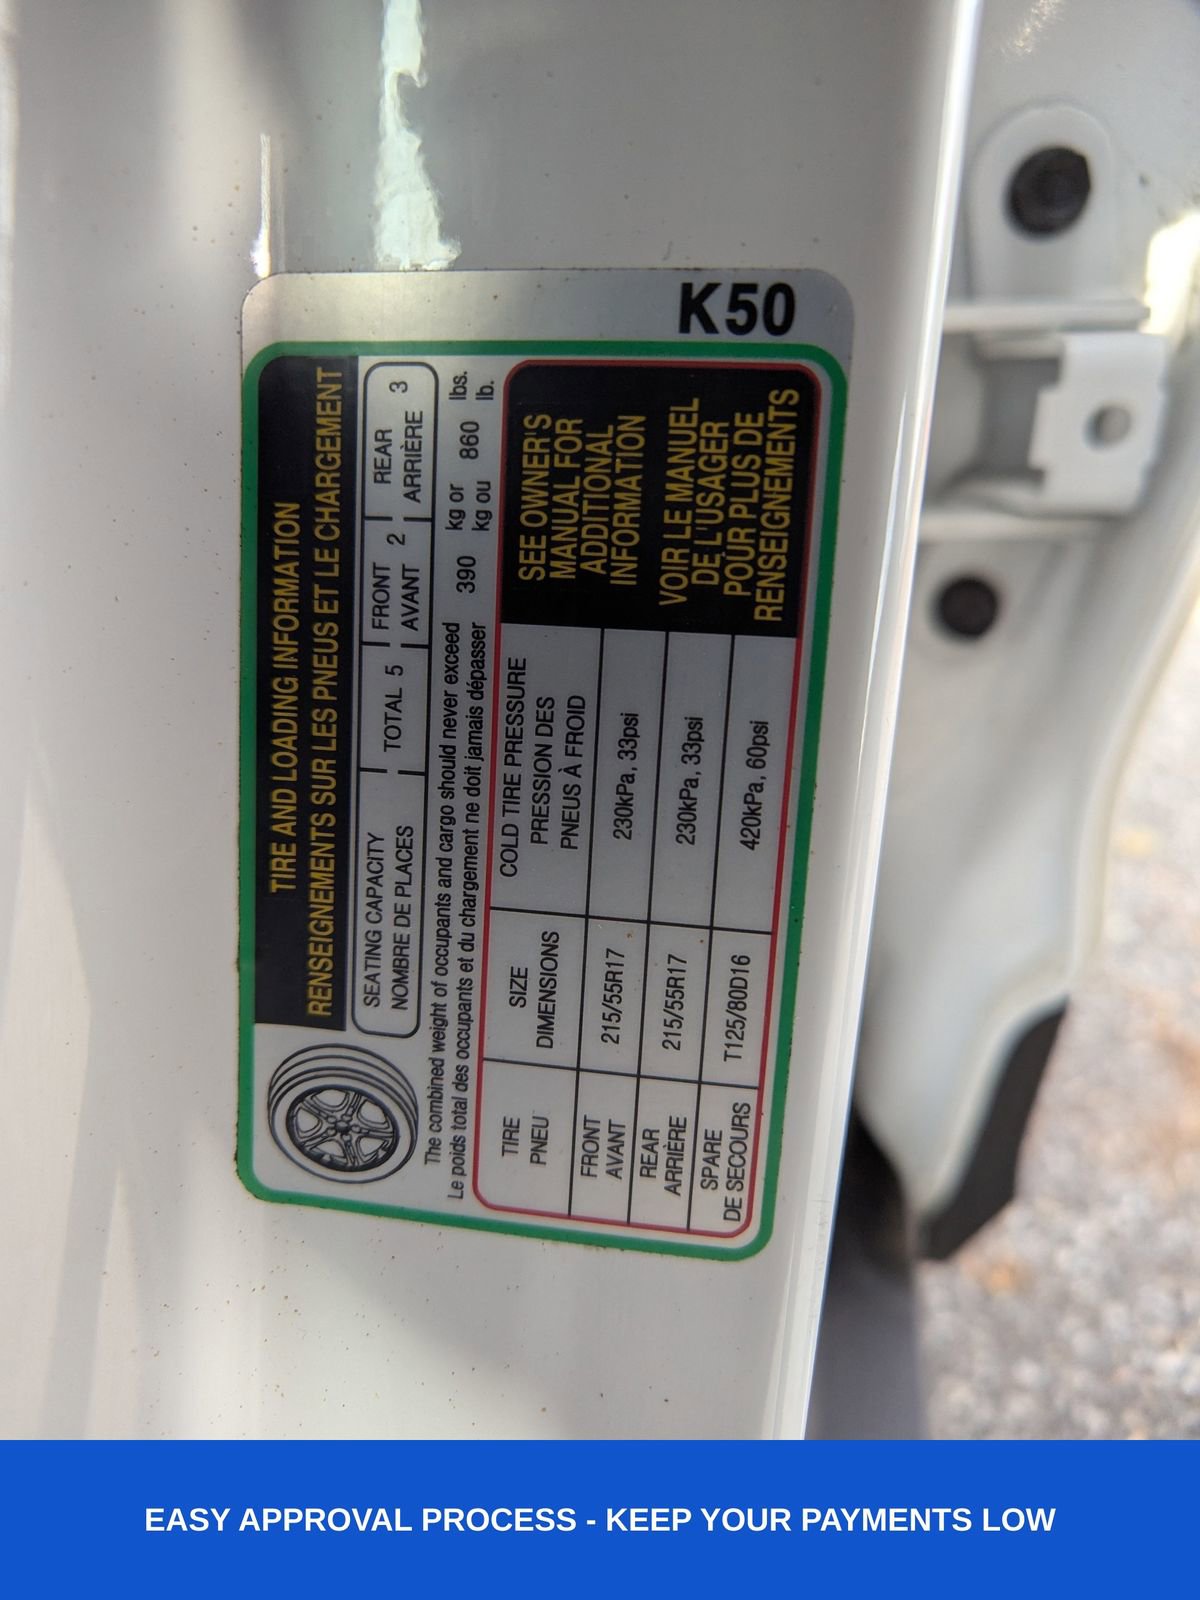 K50
TIRE AND LOADING INFORMATION
RENSEIGNEMENTS SUR LES PNEUS ET LE CHARGEMENT
SEATING CAPACITY TOTAL 5 FRONT 2 REAR 3
NOMBRE DE PLACES AVANT ARRIÈRE
The combined weight of occupants and cargo should never exceed 390 kg or 860 lbs.
Le poids total des occupants et du chargement ne doit jamais dépasser kg ou lb.
TIRE SIZE COLD TIRE PRESSURE
PNEU DIMENSIONS PRESSION DES
PNEUS À FROID
FRONT 215/55R17 230kPa, 33psi
AVANT
REAR 215/55R17 230kPa, 33psi
ARRIÈRE
SPARE T125/80D16 420kPa, 60psi
DE SECOURS
SEE OWNER'S
MANUAL FOR
ADDITIONAL
INFORMATION
VOIR LE MANUEL
DE L'USAGER
POUR PLUS DE
RENSEIGNEMENTS
EASY APPROVAL PROCESS - KEEP YOUR PAYMENTS LOW